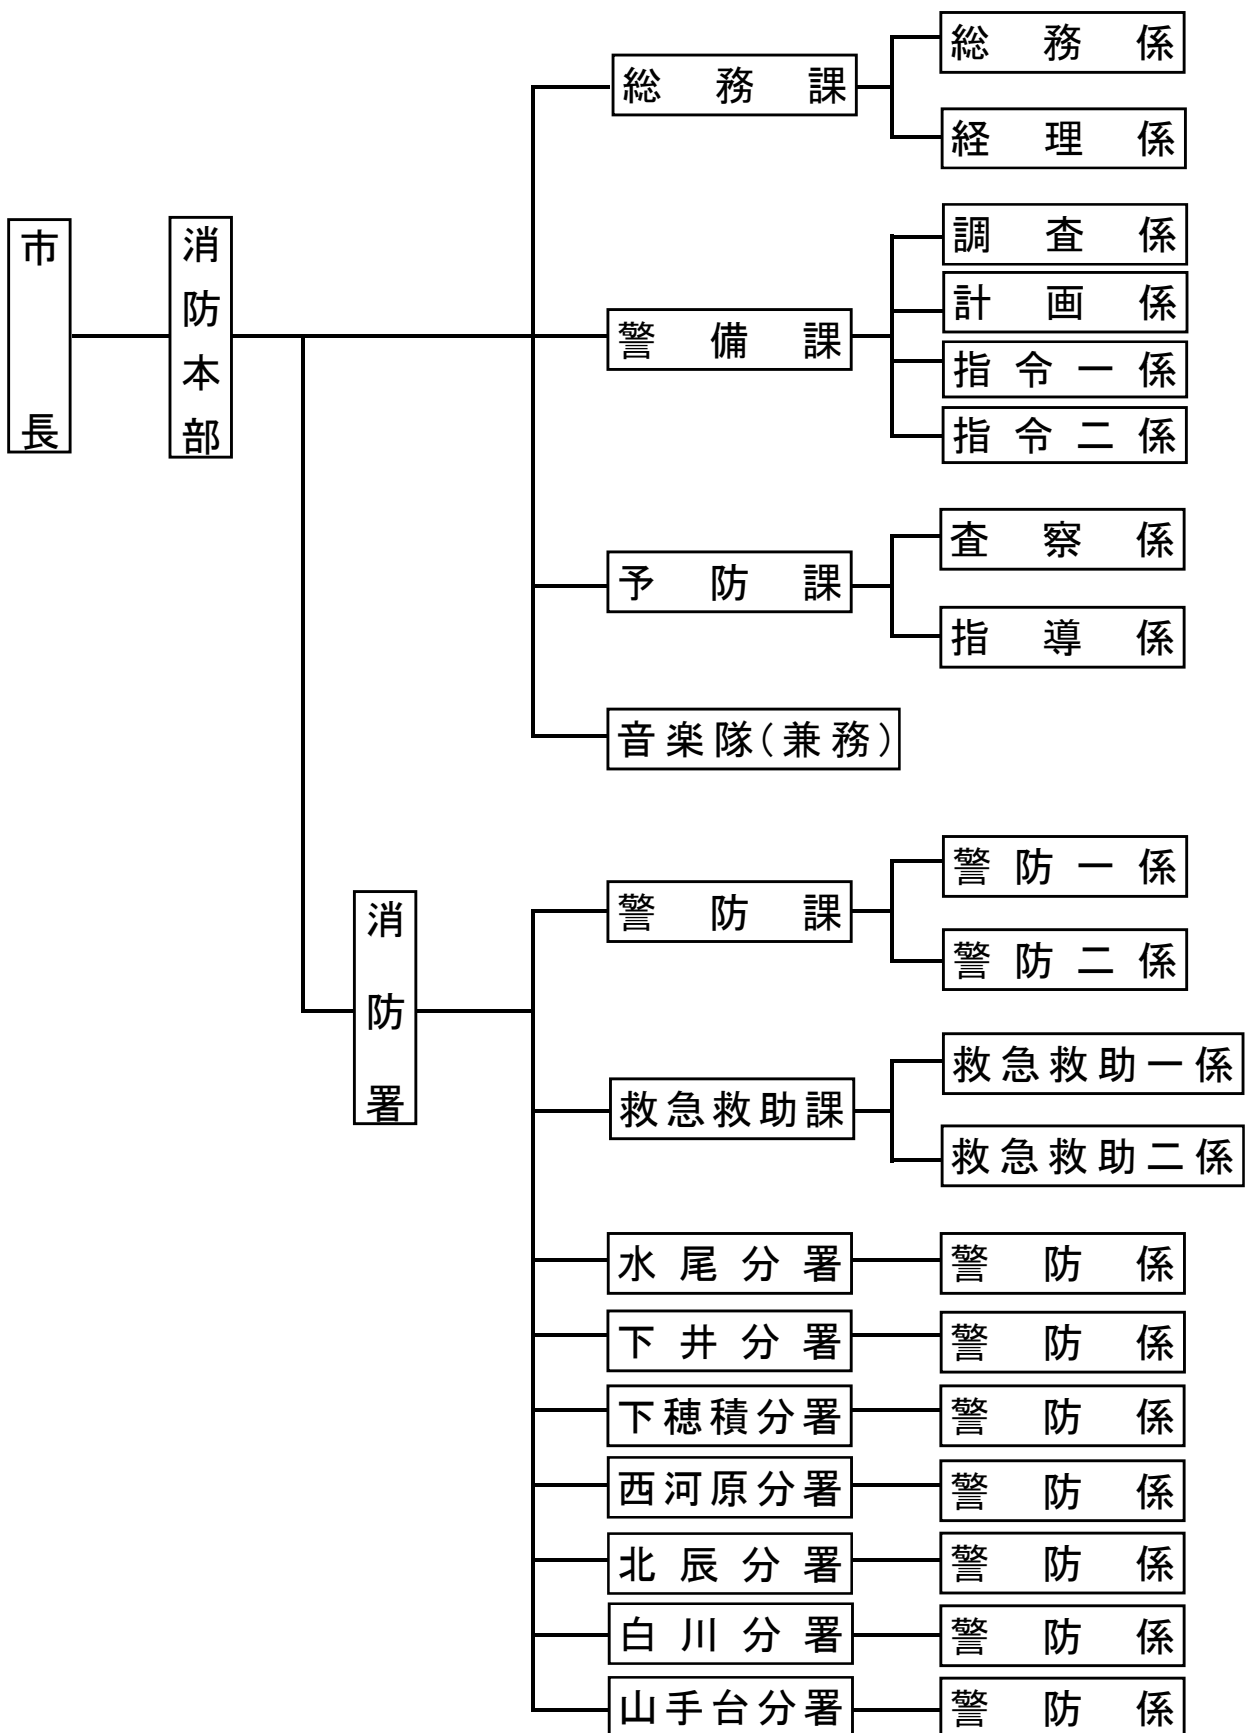 市長
消防本部
総務課
総務係
経理係
警備課
調査係
計画係
指令一係
指令二係
予防課
査察係
指導係
音楽隊(兼務)
消防署
警防課
警防一係
警防二係
救急救助課
救急救助一係
救急救助二係
水尾分署
警防係
下井分署
警防係
下穂積分署
警防係
西河原分署
警防係
北辰分署
警防係
白川分署
警防係
山手台分署
警防係